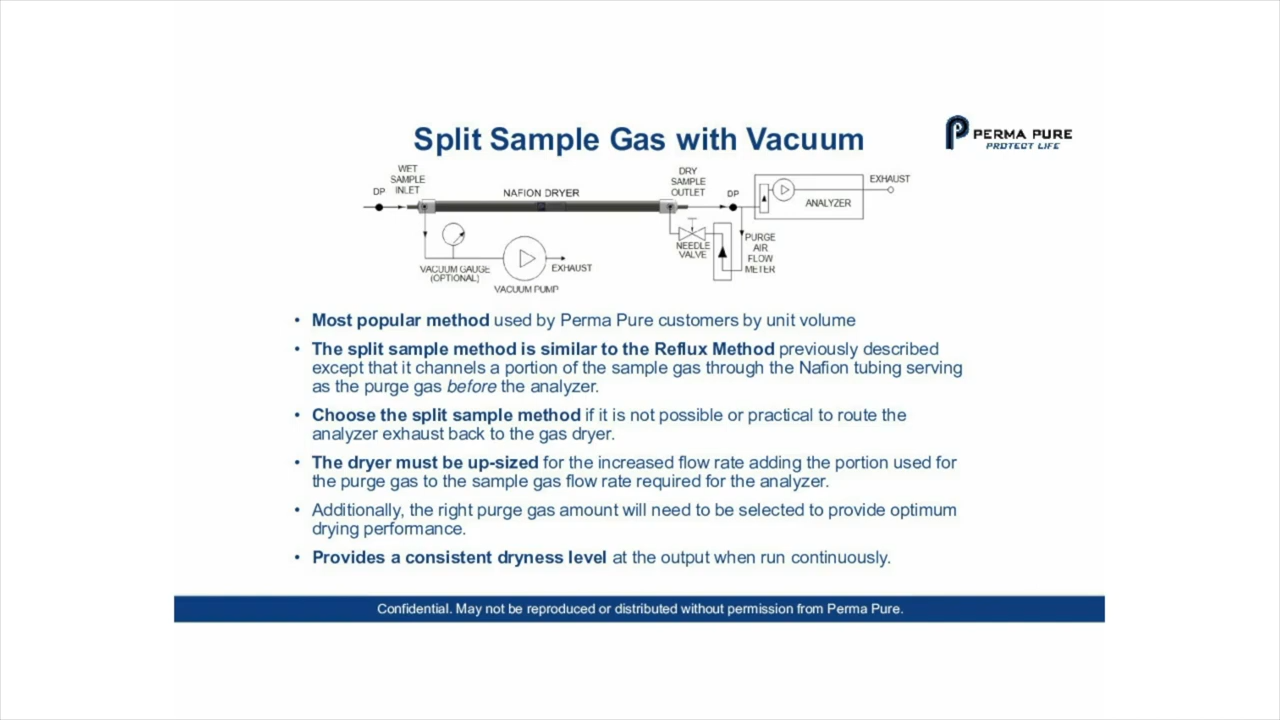 Split Sample Gas with Vacuum
PERMA PURE
PROTECT LIFE
WET
SAMPLE
INLET
DP
NAFION DRYER
DRY
SAMPLE
OUTLET
DP
EXHAUST
ANALYZER
NEEDLE
VALVE
PURGE
AIR
FLOW
METER
VACUUM GAUGE
(OPTIONAL)
EXHAUST
VACUUM PUMP
• Most popular method used by Perma Pure customers by unit volume
• The split sample method is similar to the Reflux Method previously described
except that it channels a portion of the sample gas through the Nafion tubing serving
as the purge gas before the analyzer.
• Choose the split sample method if it is not possible or practical to route the
analyzer exhaust back to the gas dryer.
• The dryer must be up-sized for the increased flow rate adding the portion used for
the purge gas to the sample gas flow rate required for the analyzer.
• Additionally, the right purge gas amount will need to be selected to provide optimum
drying performance.
• Provides a consistent dryness level at the output when run continuously.
Confidential. May not be reproduced or distributed without permission from Perma Pure.